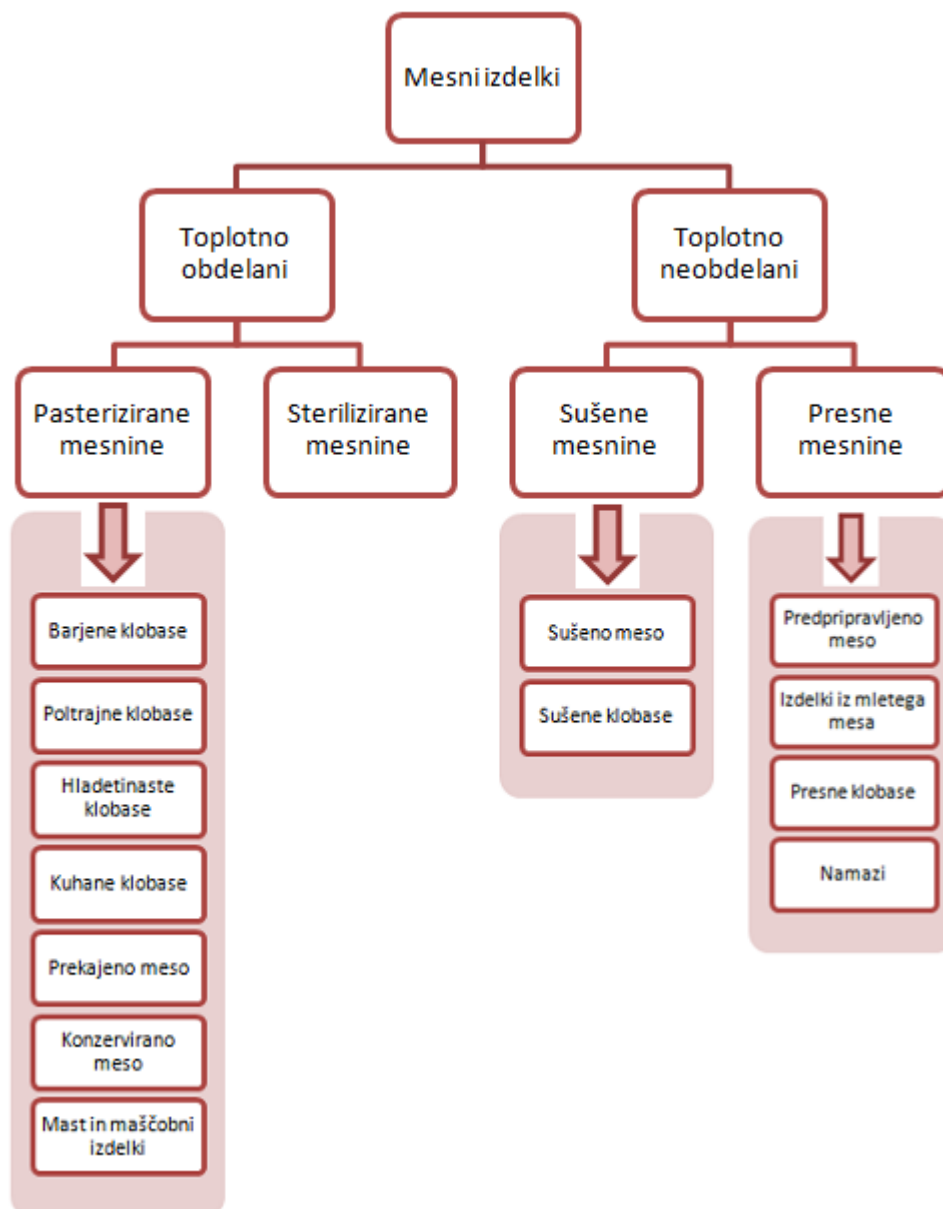 Mesni izdelki
Toplotno
obdelani
Toplotno
neobdelani
Pasterizirane
mesnine
Sterilizirane
mesnine
Sušene
mesnine
Presne
mesnine
Barjene klobase
Poltrajne klobase
Hladetinaste
klobase
Kuhane klobase
Prekajeno meso
Konzervirano
meso
Mast in maščobni
izdelki
Sušeno meso
Sušene klobase
Predpripravljeno
meso
Izdelki iz mletega
mesa
Presne klobase
Namazi